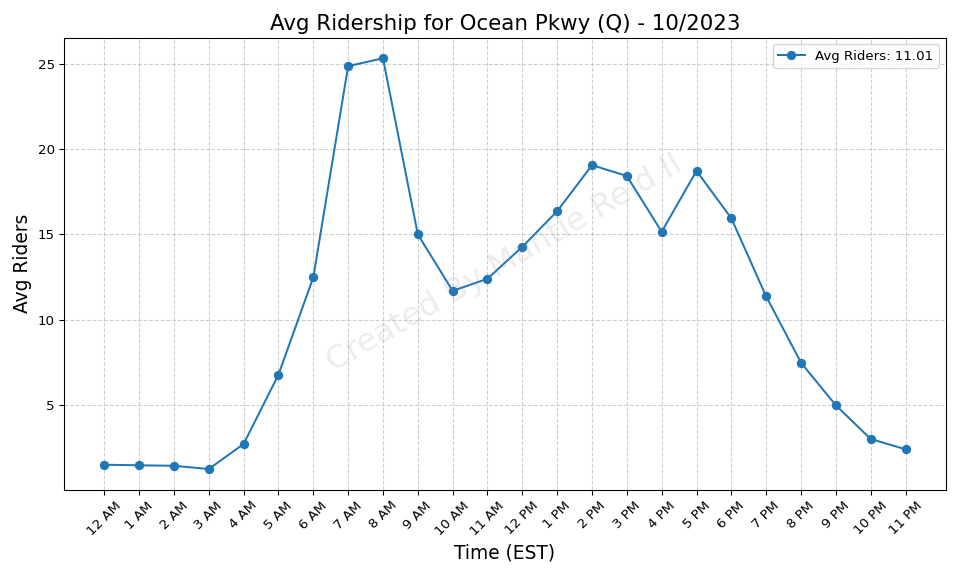 Avg Ridership for Ocean Pkwy (Q) - 10/2023
Avg Riders: 11.01
25
20
15
10
5
Avg Riders
Created By Mantie Reid II
12 AM
1 AM
2 AM
3 AM
4 AM
5 AM
6 AM
7 AM
8 AM
9 AM
10 AM
11 AM
12 PM
1 PM
2 PM
3 PM
4 PM
5 PM
6 PM
7 PM
8 PM
9 PM
10 PM
11 PM
Time (EST)